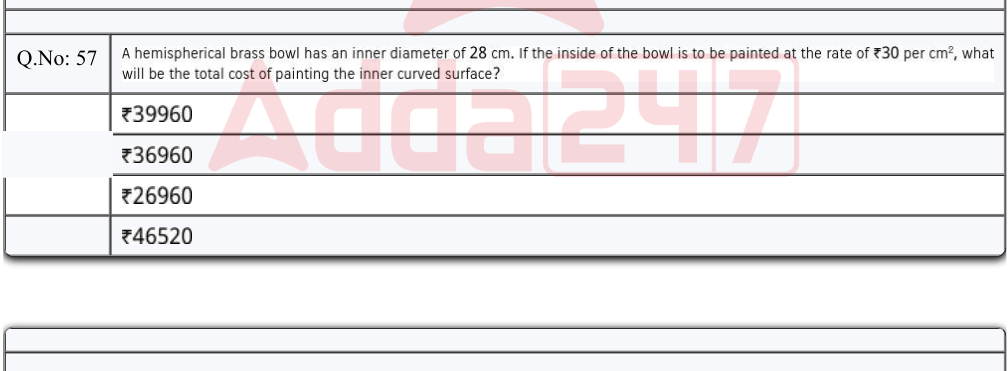 Q.No: 57
A hemispherical brass bowl has an inner diameter of 28 cm. If the inside of the bowl is to be painted at the rate of ₹30 per cm², what
will be the total cost of painting the inner curved surface?
₹39960
₹36960
₹26960
₹46520
Adda247